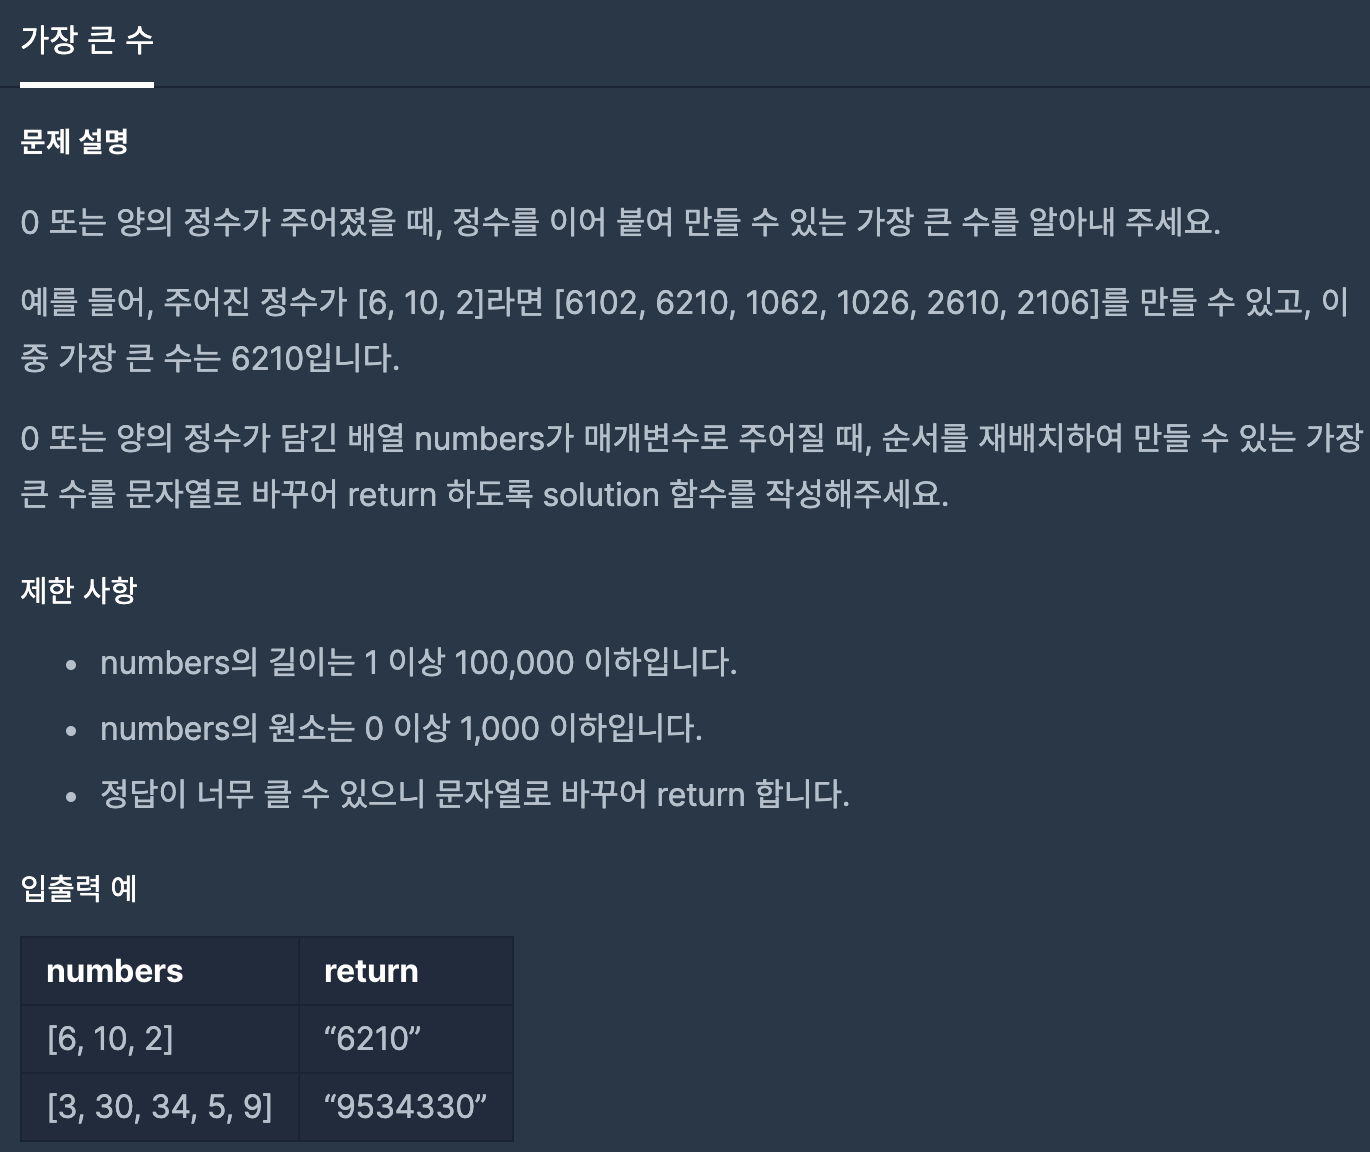 가장 큰 수
문제 설명
0 또는 양의 정수가 주어졌을 때, 정수를 이어 붙여 만들 수 있는 가장 큰 수를 알아내 주세요.
예를 들어, 주어진 정수가 [6, 10, 2]라면 [6102, 6210, 1062, 1026, 2610, 2106]를 만들 수 있고, 이
중 가장 큰 수는 6210입니다.
0 또는 양의 정수가 담긴 배열 numbers가 매개변수로 주어질 때, 순서를 재배치하여 만들 수 있는 가장
큰 수를 문자열로 바꾸어 return 하도록 solution 함수를 작성해주세요.
제한 사항
• numbers의 길이는 1 이상 100,000 이하입니다.
• numbers의 원소는 0 이상 1,000 이하입니다.
• 정답이 너무 클 수 있으니 문자열로 바꾸어 return 합니다.
입출력 예
numbers return
[6, 10, 2] “6210”
[3, 30, 34, 5, 9] “9534330”